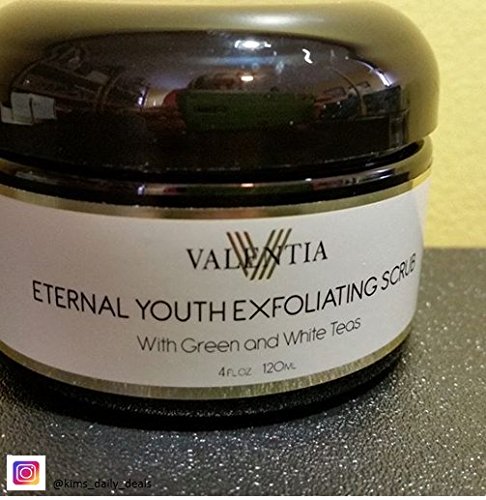 VALENTIA
ETERNAL YOUTH EXFOLIATING SCRUB
With Green and White Teas
4 FL OZ 120ML
@kims_daily_deals